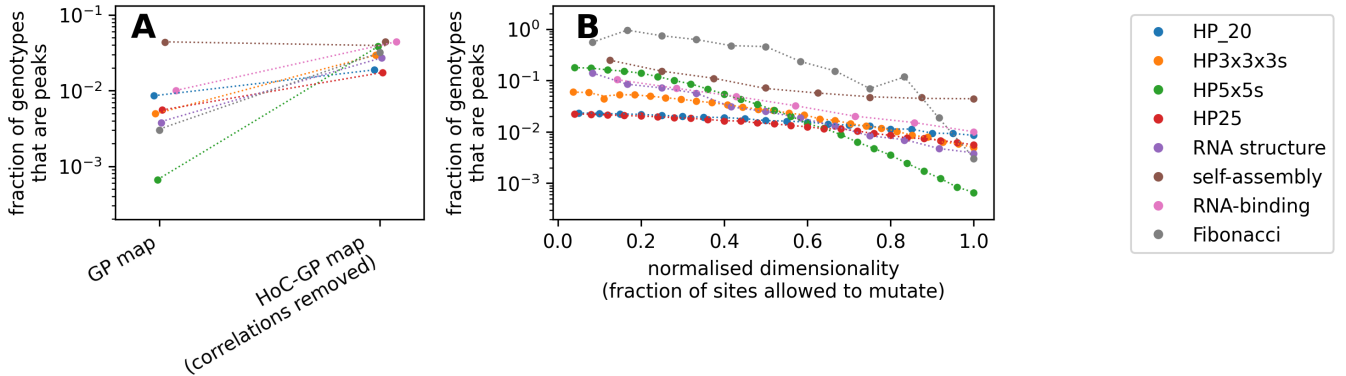 A
fraction of genotypes
that are peaks
10⁻¹
10⁻²
10⁻³
GP map
HoC-GP map
(correlations removed)
B
fraction of genotypes
that are peaks
10⁰
10⁻¹
10⁻²
10⁻³
0.0 0.2 0.4 0.6 0.8 1.0
normalised dimensionality
(fraction of sites allowed to mutate)
HP_20
HP3x3x3s
HP5x5s
HP25
RNA structure
self-assembly
RNA-binding
Fibonacci